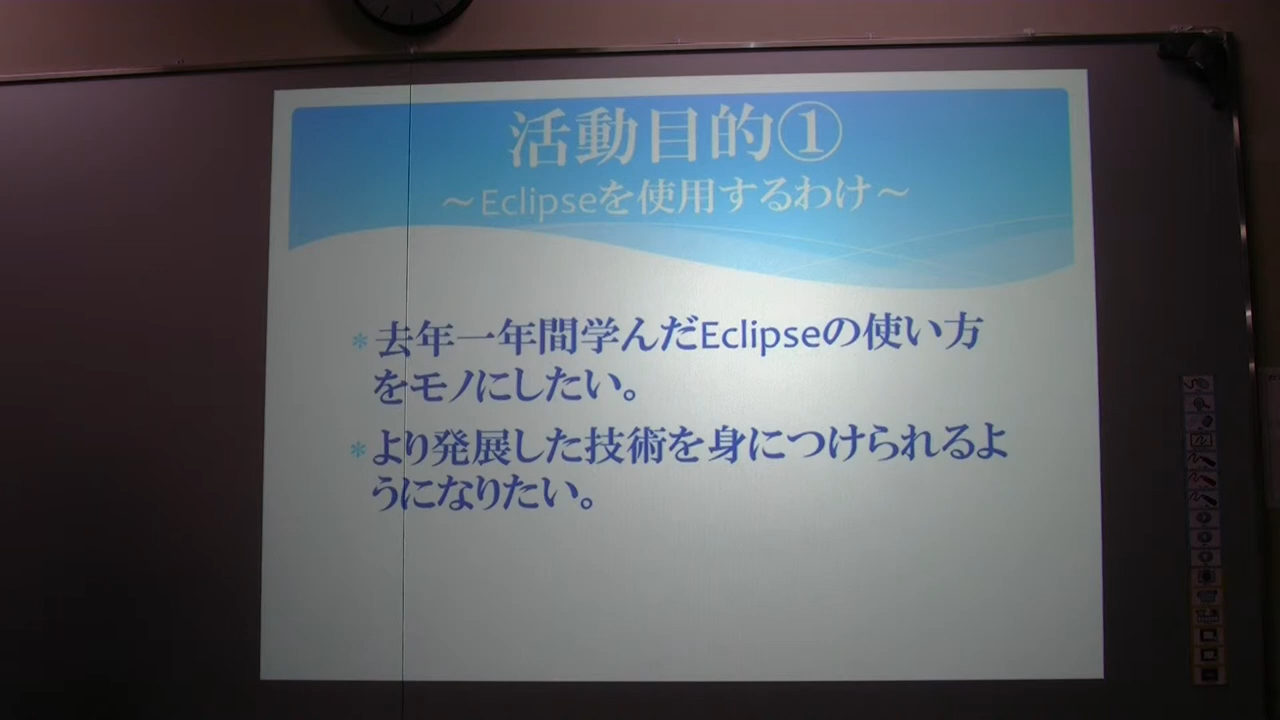 活動目的①
～Eclipseを使用するわけ～
*去年一年間学んだEclipseの使い方
をモノにしたい。
*より発展した技術を身につけられるよ
うになりたい。